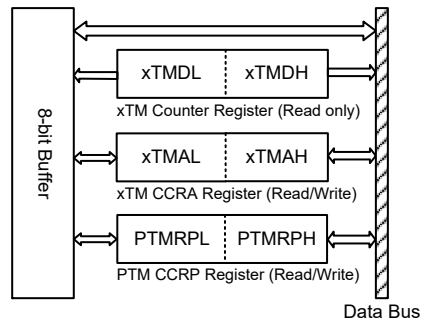 8-bit Buffer
xTMDL xTMDH
xTM Counter Register (Read only)
xTMAL xTMAH
xTM CCRA Register (Read/Write)
PTMRPL PTMRPH
PTM CCRP Register (Read/Write)
Data Bus